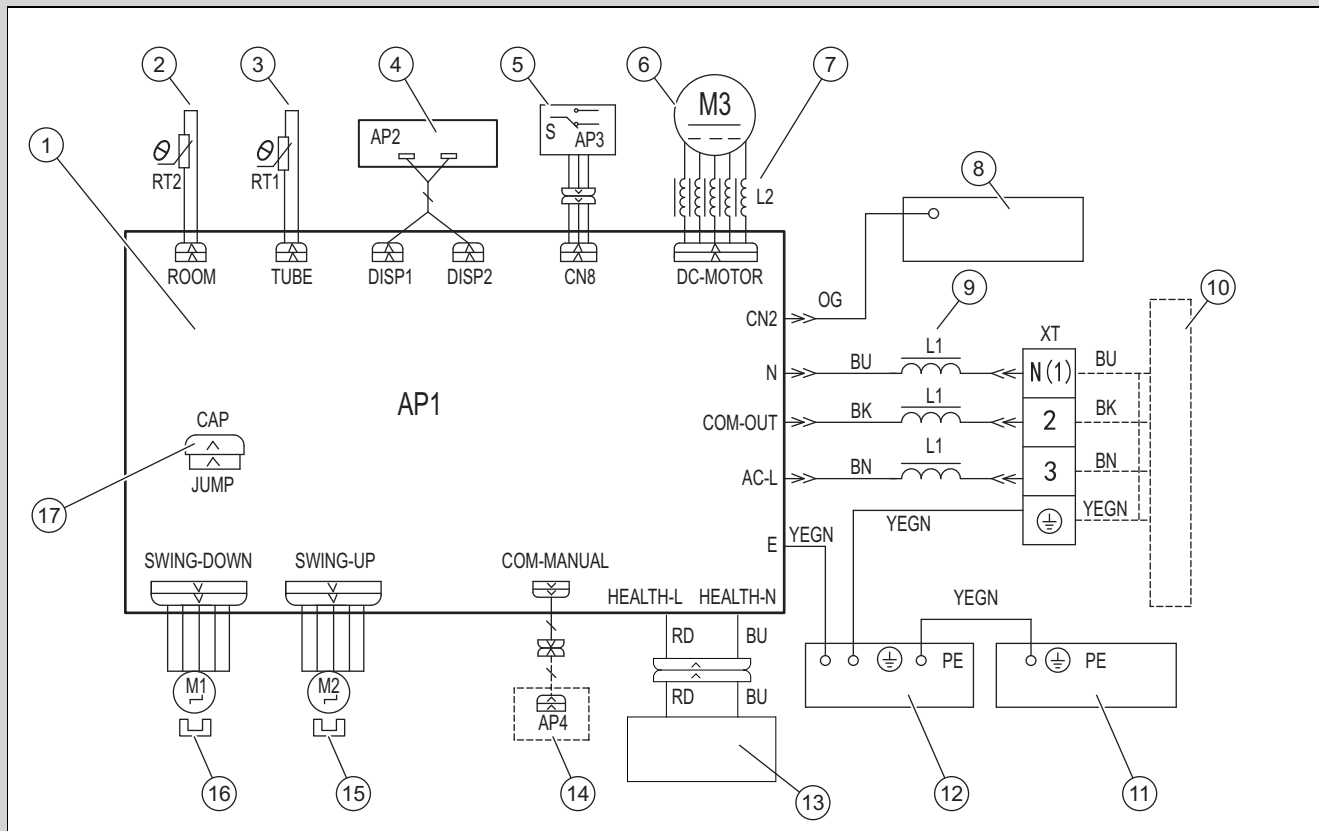 2
3
4
5
6
7
1
8
9
10
17
16
15
14
13
12
11
RT2
RT1
AP2
S
AP3
M3
L2
ROOM
TUBE
DISP1
DISP2
CN8
DC-MOTOR
CN2
OG
XT
N
BU
L1
N(1)
BU
AP1
COM-OUT
BK
L1
2
BK
CAP
JUMP
AC-L
BN
L1
3
BN
YEGN
YEGN
YEGN
E
SWING-DOWN
SWING-UP
COM-MANUAL
HEALTH-L
HEALTH-N
YEGN
RD
BU
RD
BU
PE
PE
M1
M2
AP4